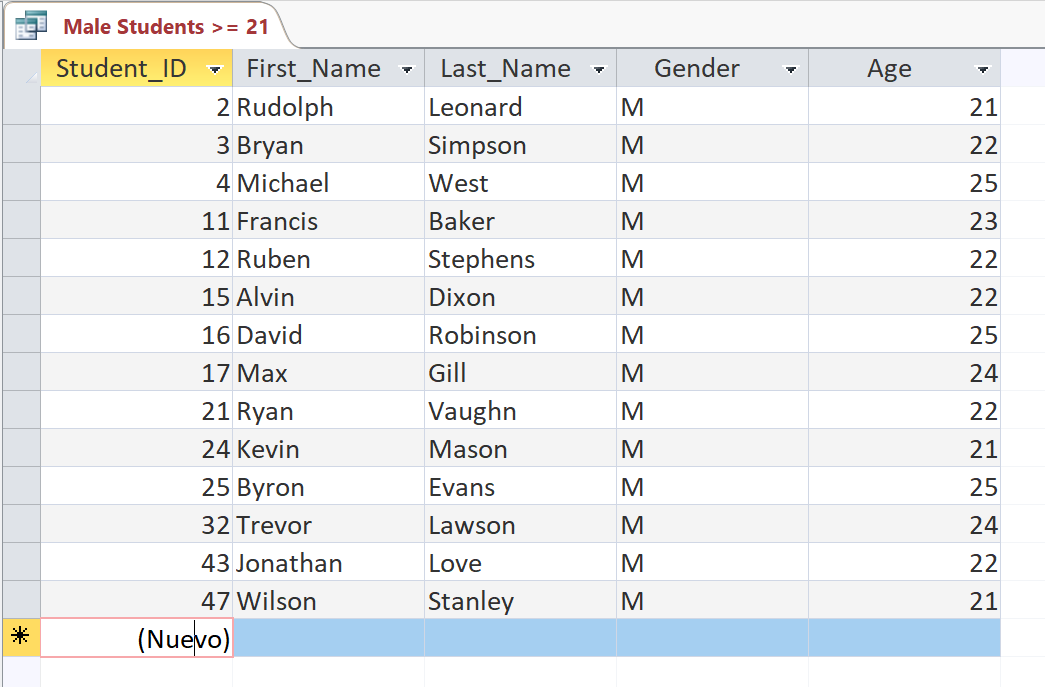 Male Students >= 21
Student_ID First_Name Last_Name Gender Age
2 Rudolph Leonard M 21
3 Bryan Simpson M 22
4 Michael West M 25
11 Francis Baker M 23
12 Ruben Stephens M 22
15 Alvin Dixon M 22
16 David Robinson M 25
17 Max Gill M 24
21 Ryan Vaughn M 22
24 Kevin Mason M 21
25 Byron Evans M 25
32 Trevor Lawson M 24
43 Jonathan Love M 22
47 Wilson Stanley M 21
(Nuevo)